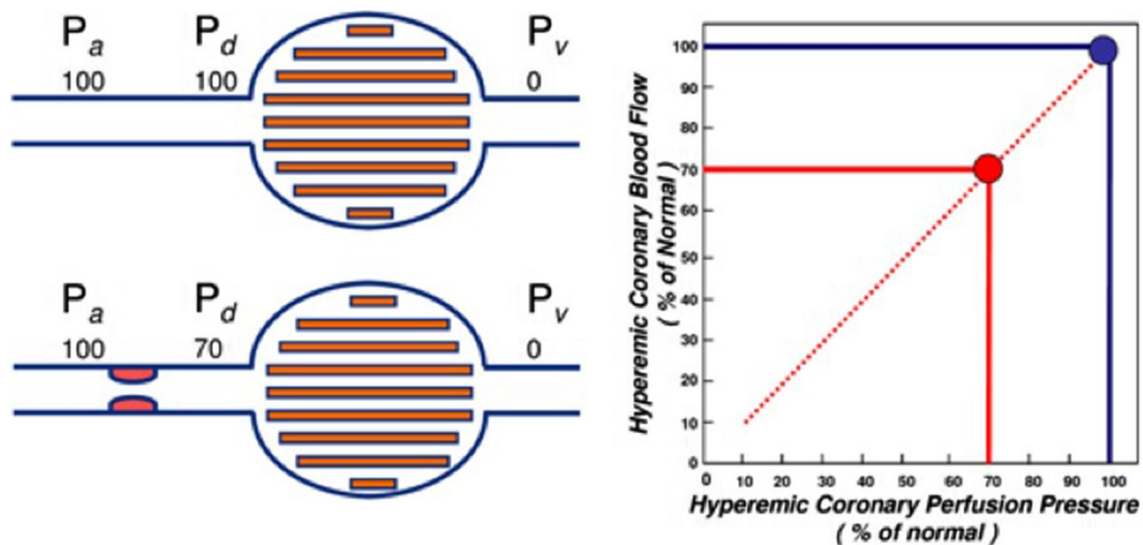 Pa Pd Pv
100 100 0
Pa Pd Pv
100 70 0
Hyperemic Coronary Blood Flow
( % of Normal )
100
90
80
70
60
50
40
30
20
10
0
0 10 20 30 40 50 60 70 80 90 100
Hyperemic Coronary Perfusion Pressure
( % of normal )